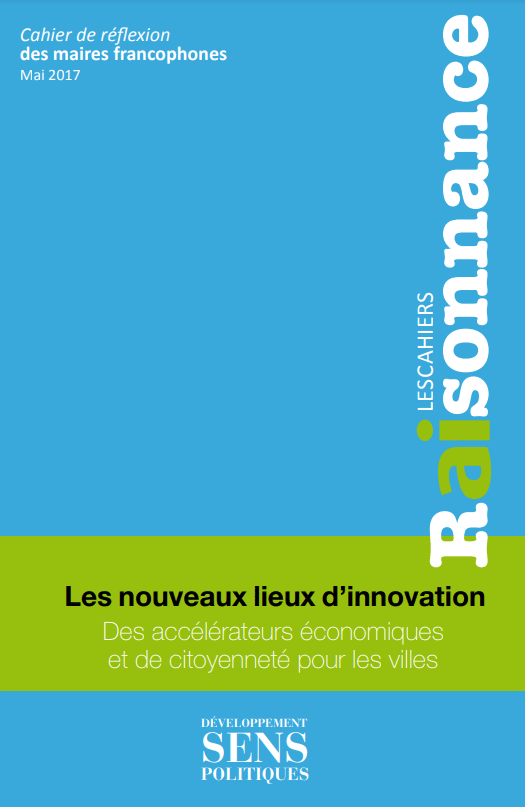 Cahier de réflexion
des maires francophones
Mai 2017
LESCAHIERS
Raisonnance
Les nouveaux lieux d’innovation
Des accélérateurs économiques
et de citoyenneté pour les villes
DÉVELOPPEMENT
SENS
POLITIQUES